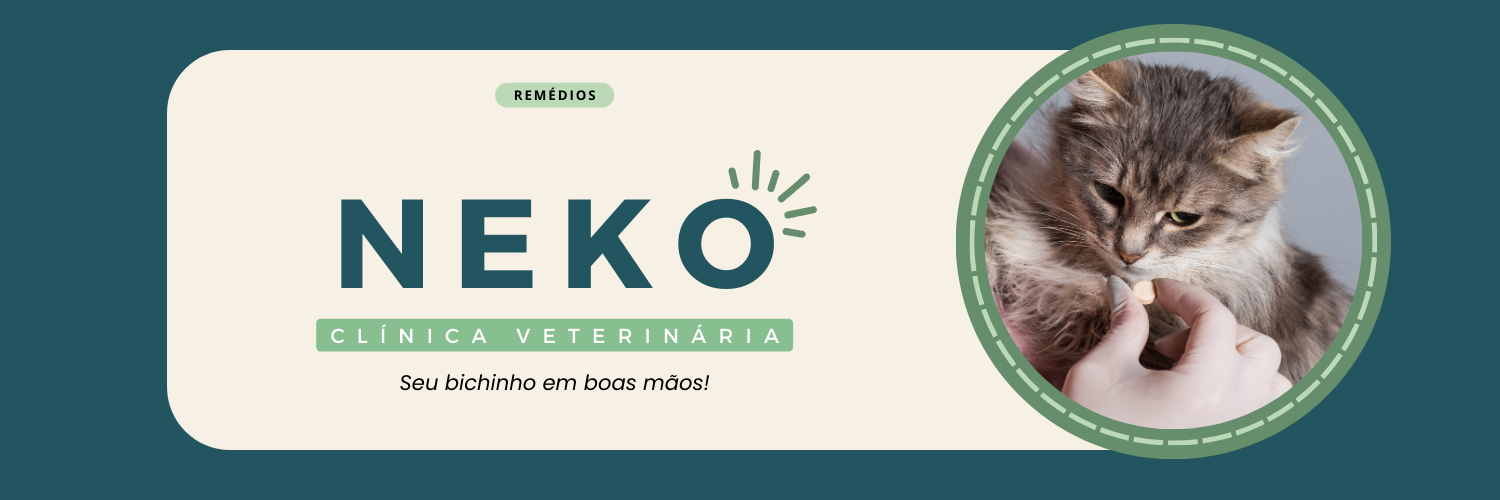 REMÉDIOS
NEKO
CLÍNICA VETERINÁRIA
Seu bichinho em boas mãos!